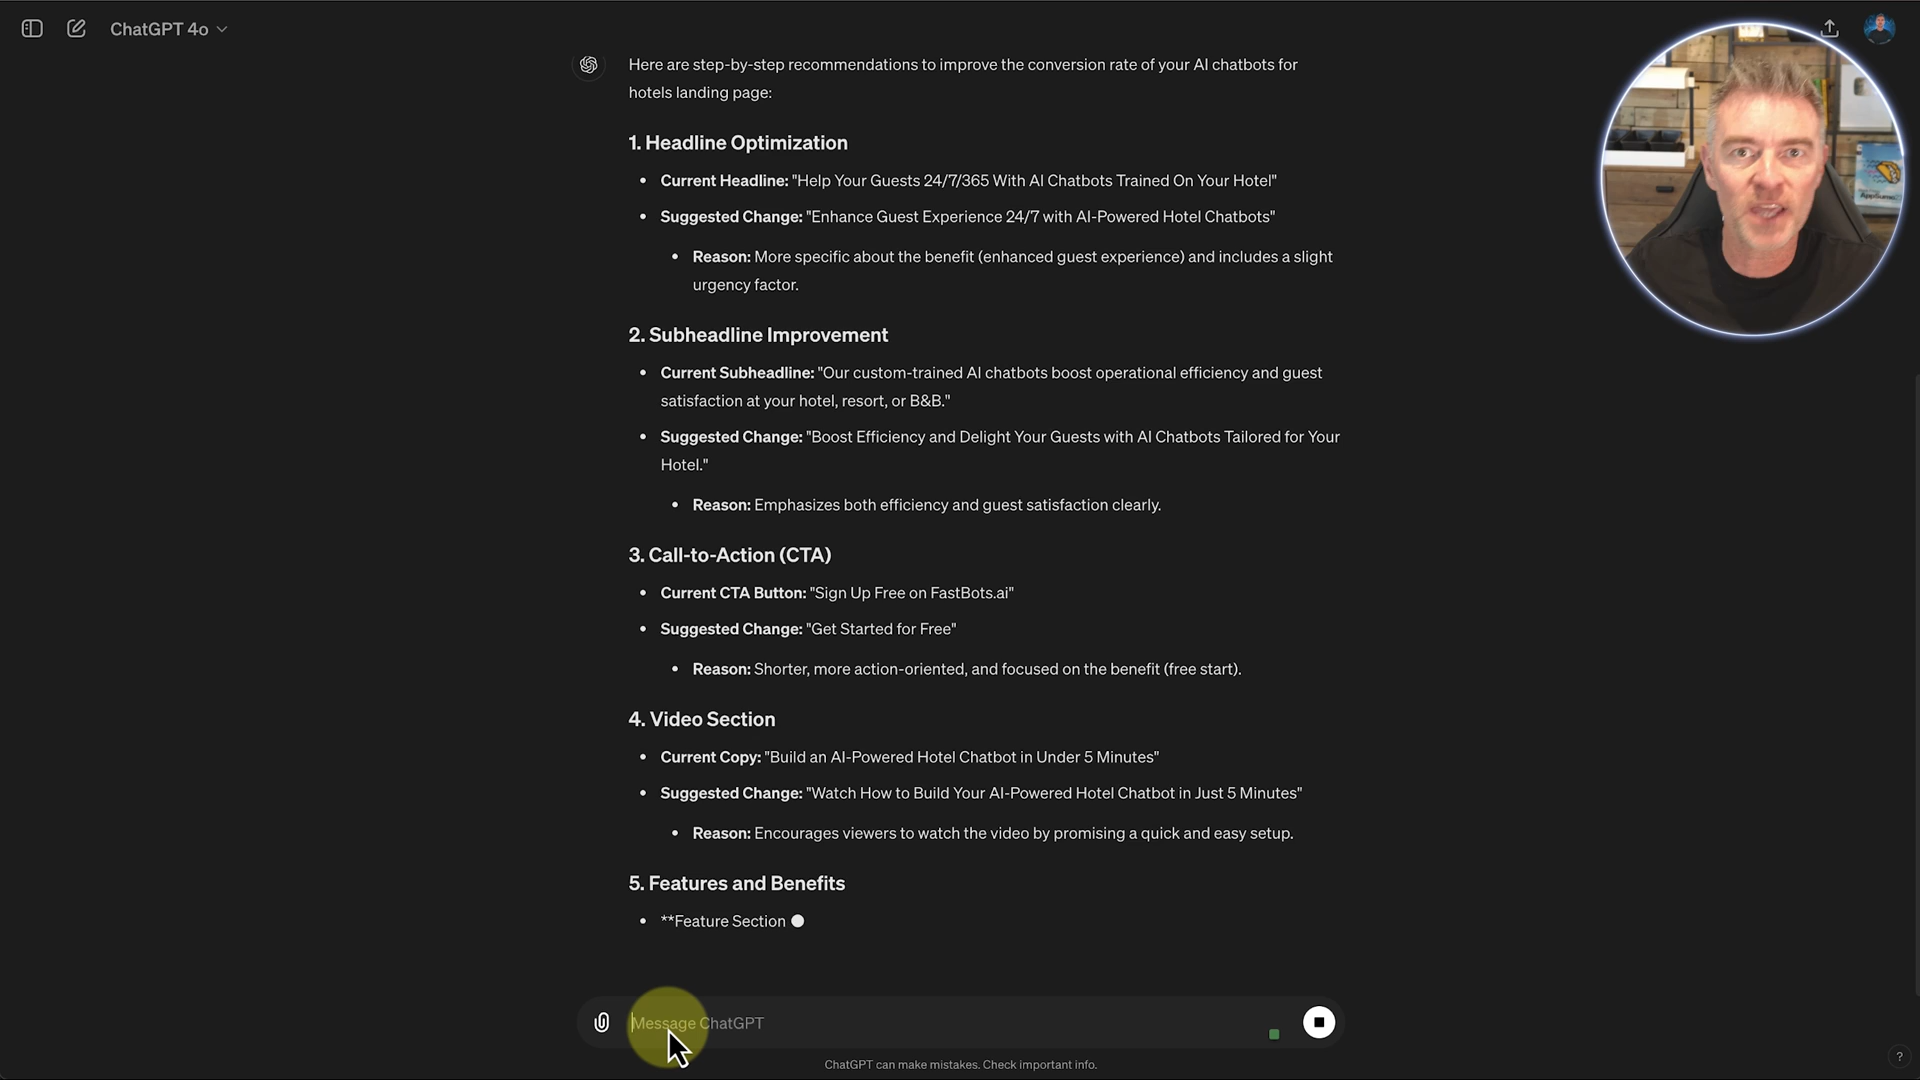 ChatGPT 4o
Here are step-by-step recommendations to improve the conversion rate of your AI chatbots for
hotels landing page:
1. Headline Optimization
• Current Headline: "Help Your Guests 24/7/365 With AI Chatbots Trained On Your Hotel"
• Suggested Change: "Enhance Guest Experience 24/7 with AI-Powered Hotel Chatbots"
• Reason: More specific about the benefit (enhanced guest experience) and includes a slight
urgency factor.
2. Subheadline Improvement
• Current Subheadline: "Our custom-trained AI chatbots boost operational efficiency and guest
satisfaction at your hotel, resort, or B&B."
• Suggested Change: "Boost Efficiency and Delight Your Guests with AI Chatbots Tailored for Your
Hotel."
• Reason: Emphasizes both efficiency and guest satisfaction clearly.
3. Call-to-Action (CTA)
• Current CTA Button: "Sign Up Free on FastBots.ai"
• Suggested Change: "Get Started for Free"
• Reason: Shorter, more action-oriented, and focused on the benefit (free start).
4. Video Section
• Current Copy: "Build an AI-Powered Hotel Chatbot in Under 5 Minutes"
• Suggested Change: "Watch How to Build Your AI-Powered Hotel Chatbot in Just 5 Minutes"
• Reason: Encourages viewers to watch the video by promising a quick and easy setup.
5. Features and Benefits
• **Feature Section
Message ChatGPT
ChatGPT can make mistakes. Check important info.
?